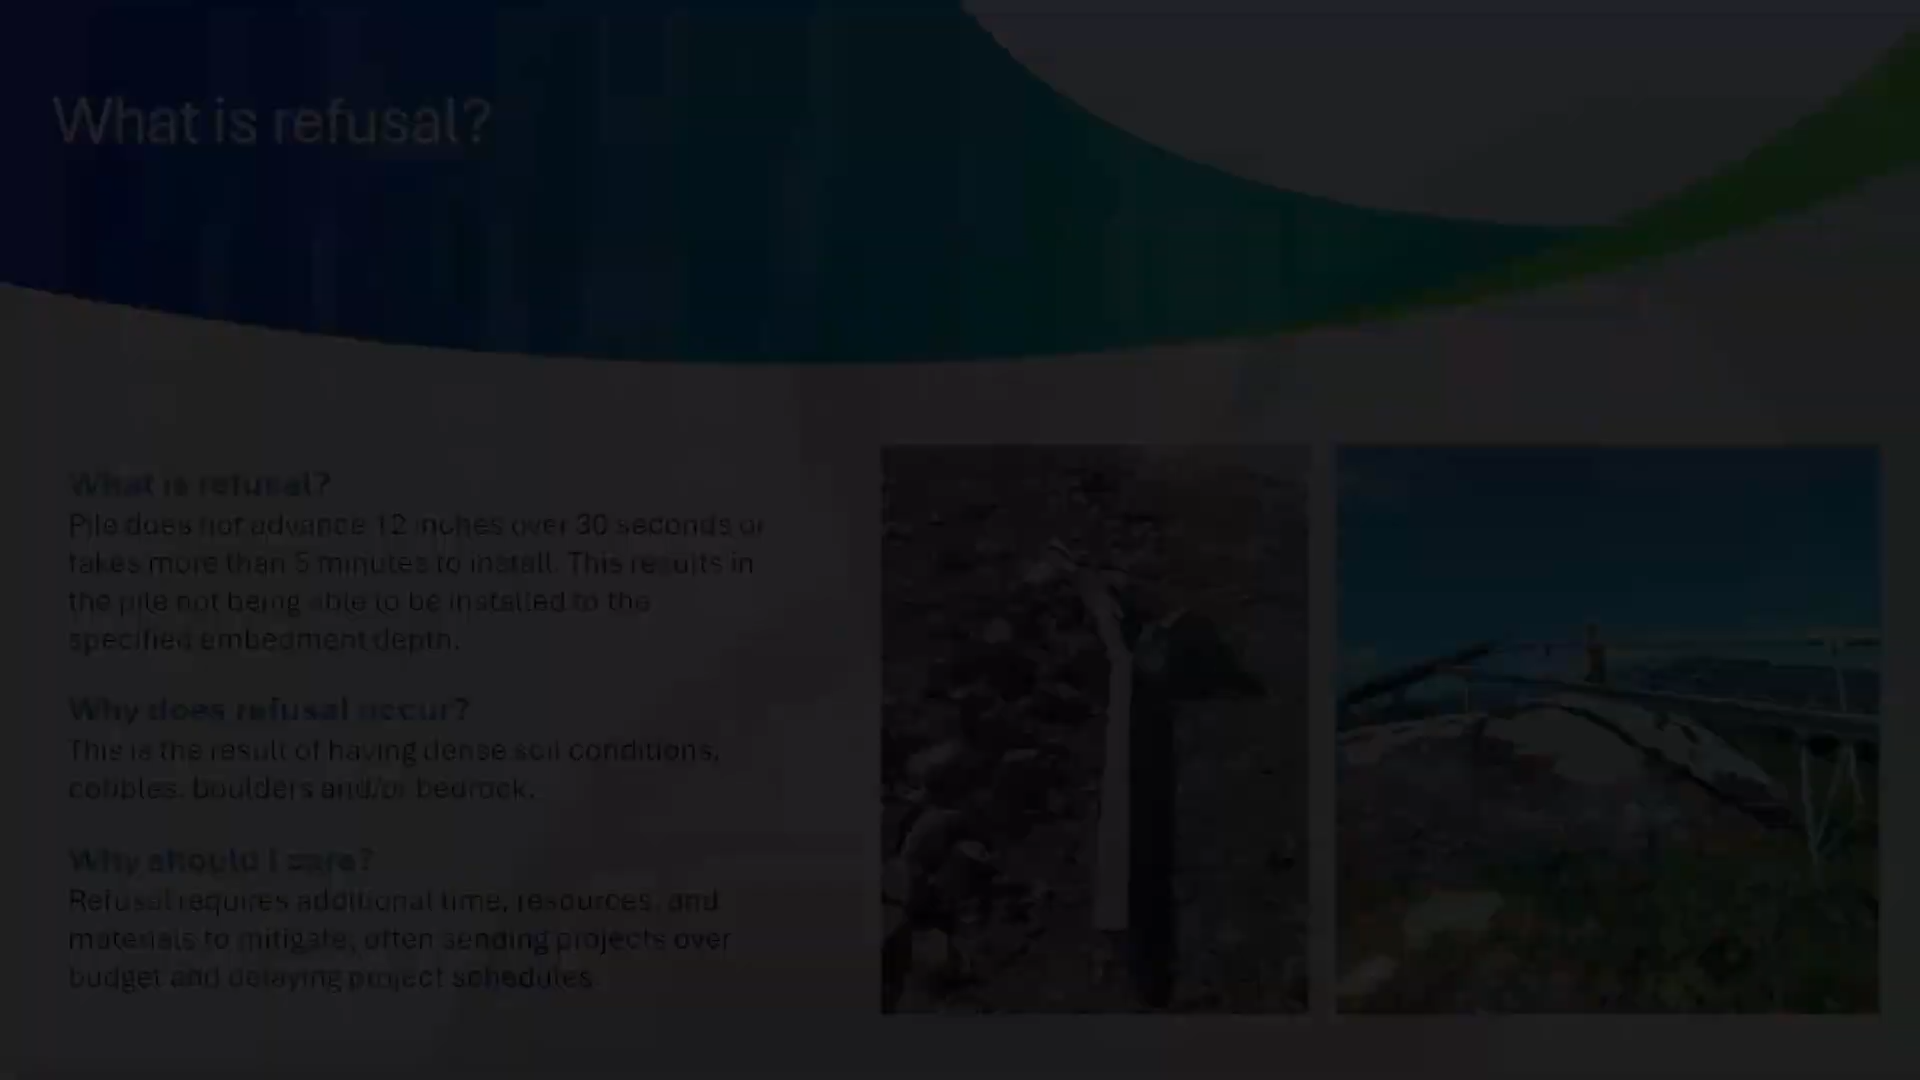 What is refusal?
What is refusal?
Pile does not advance 12 inches over 30 seconds or
takes more than 5 minutes to install. This results in
the pile not being able to be installed to the
specified embedment depth.
Why does refusal occur?
This is the result of having dense soil conditions,
cobbles, boulders and/or bedrock.
Why should I care?
Refusal requires additional time, resources, and
materials to mitigate, often sending projects over
budget and delaying project schedules.